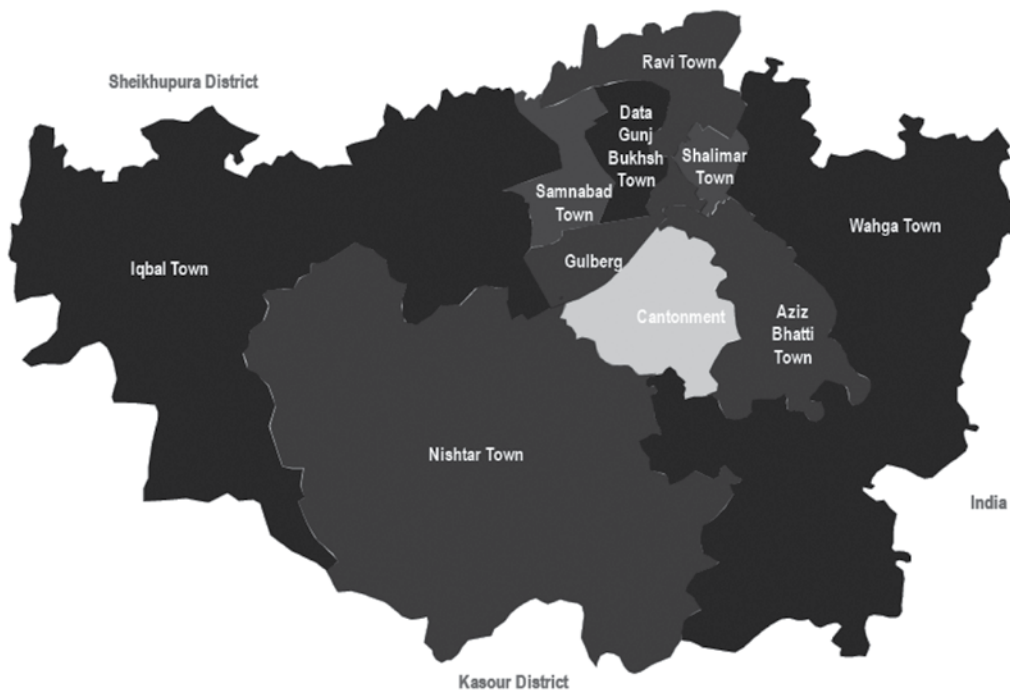 Ravi Town
Sheikhupura District
Data
Gunj
Bukhsh
Town
Shalimar
Town
Samnabad
Town
Wahga Town
Iqbal Town
Gulberg
Cantonment
Aziz
Bhatti
Town
Nishtar Town
India
Kasour District